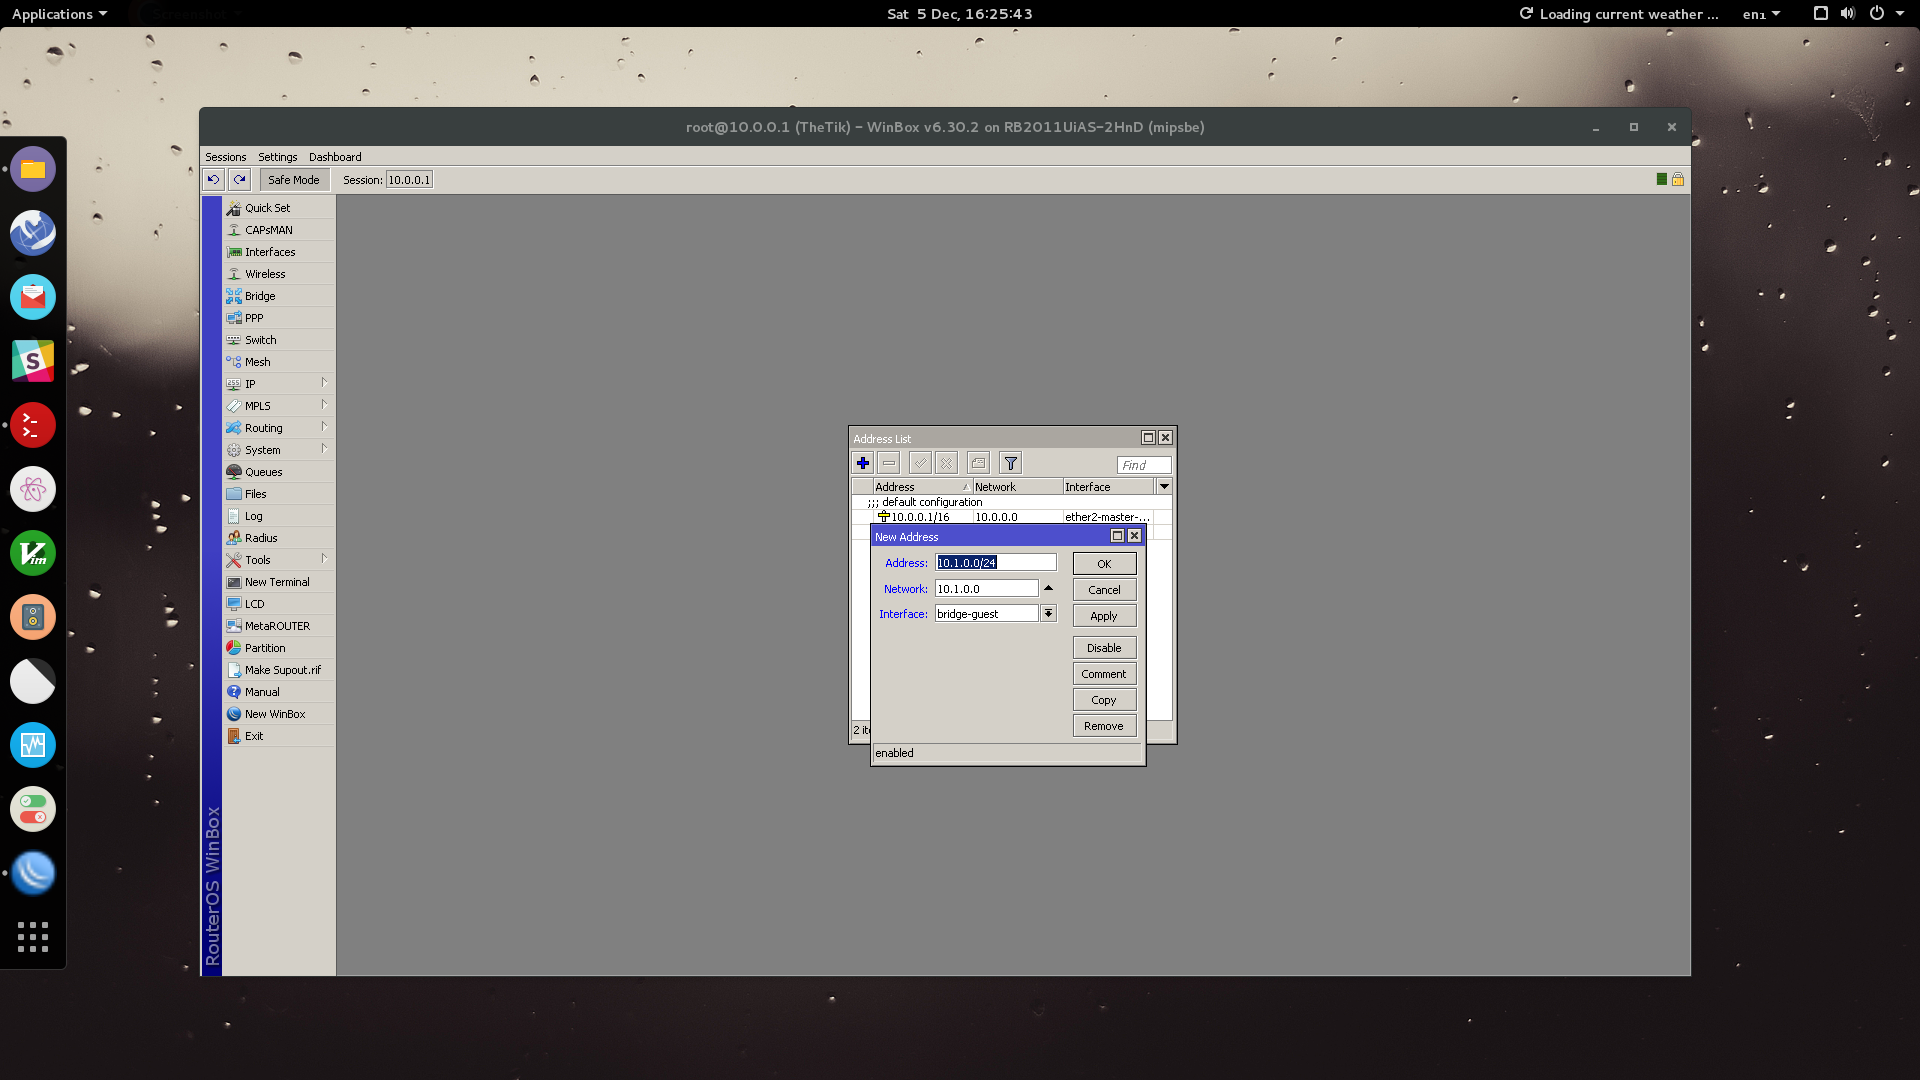 Applications
Sat 5 Dec, 16:25:43
Loading current weather ...
en₁
root@10.0.0.1 (TheTik) - WinBox v6.30.2 on RB2011UiAS-2HnD (mipsbe)
Sessions Settings Dashboard
Safe Mode
Session: 10.0.0.1
Quick Set
CAPsMAN
Interfaces
Wireless
Bridge
PPP
Switch
Mesh
IP
MPLS
Routing
System
Queues
Files
Log
Radius
Tools
New Terminal
LCD
MetaROUTER
Partition
Make Supout.rif
Manual
New WinBox
Exit
RouterOS WinBox
Address List
Find
Address Network Interface
;;; default configuration
10.0.0.1/16 10.0.0.0 ether2-master-...
New Address
Address: 10.1.0.0/24
Network: 10.1.0.0
Interface: bridge-guest
OK
Cancel
Apply
Disable
Comment
Copy
Remove
enabled
2
S
Vim